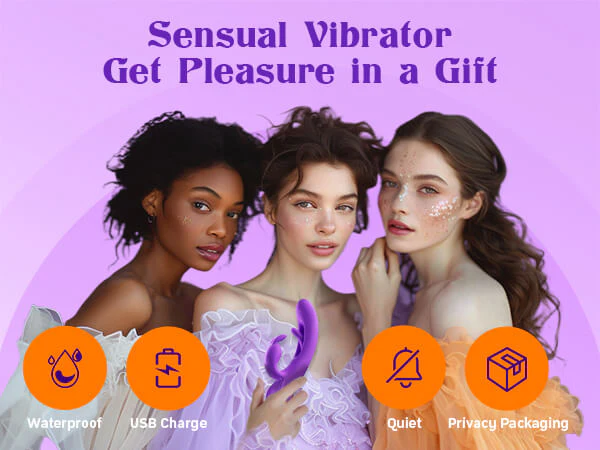 Sensual Vibrator
Get Pleasure in a Gift
Waterproof
USB Charge
Quiet
Privacy Packaging